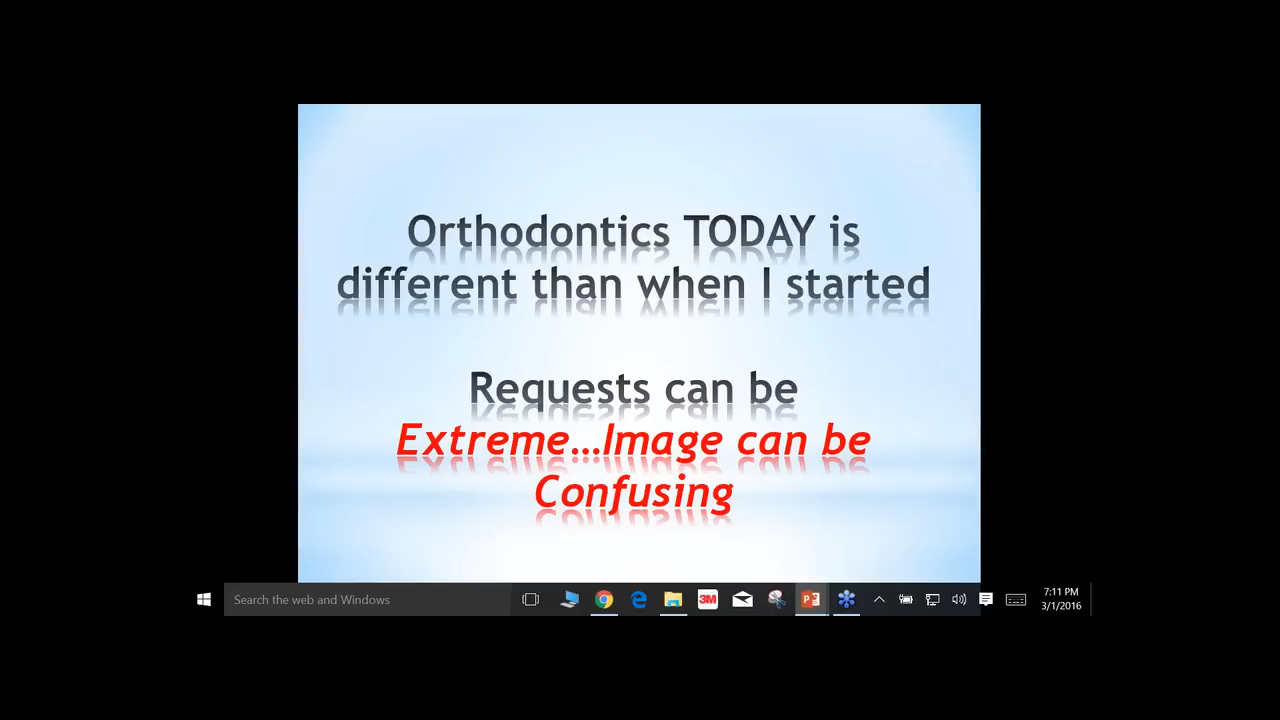 Orthodontics TODAY is
different than when I started
Requests can be
Extreme...Image can be
Confusing
Search the web and Windows
3M
7:11 PM
3/1/2016